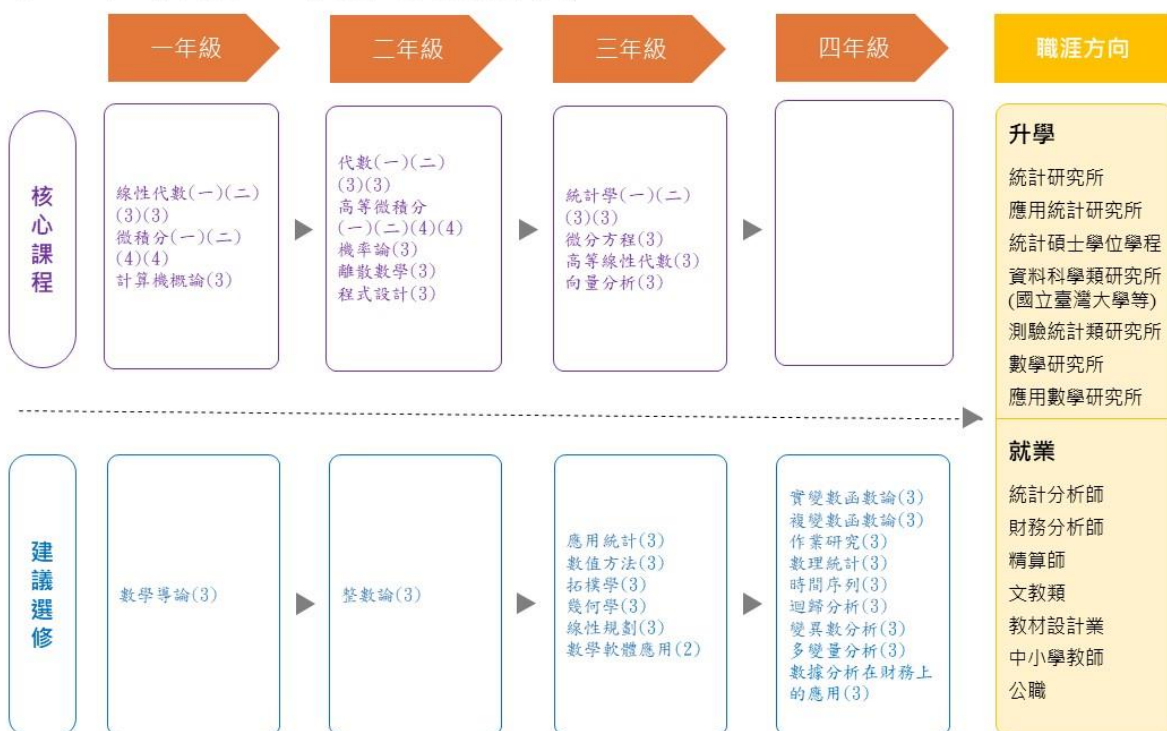 一年級
二年級
三年級
四年級
職涯方向
核心課程
線性代數(一)(二)
(3)(3)
微積分(一)(二)
(4)(4)
計算機概論(3)
代數(一)(二)
(3)(3)
高等微積分
(一)(二)(4)(4)
機率論(3)
離散數學(3)
程式設計(3)
統計學(一)(二)
(3)(3)
微分方程(3)
高等線性代數(3)
向量分析(3)
升學
統計研究所
應用統計研究所
統計碩士學位學程
資料科學類研究所
(國立臺灣大學等)
測驗統計類研究所
數學研究所
應用數學研究所
建議選修
數學導論(3)
整數論(3)
應用統計(3)
數值方法(3)
拓樸學(3)
幾何學(3)
線性規劃(3)
數學軟體應用(2)
實變數函數論(3)
複變數函數論(3)
作業研究(3)
數理統計(3)
時間序列(3)
迴歸分析(3)
變異數分析(3)
多變量分析(3)
數據分析在財務上
的應用(3)
就業
統計分析師
財務分析師
精算師
文教類
教材設計業
中小學教師
公職